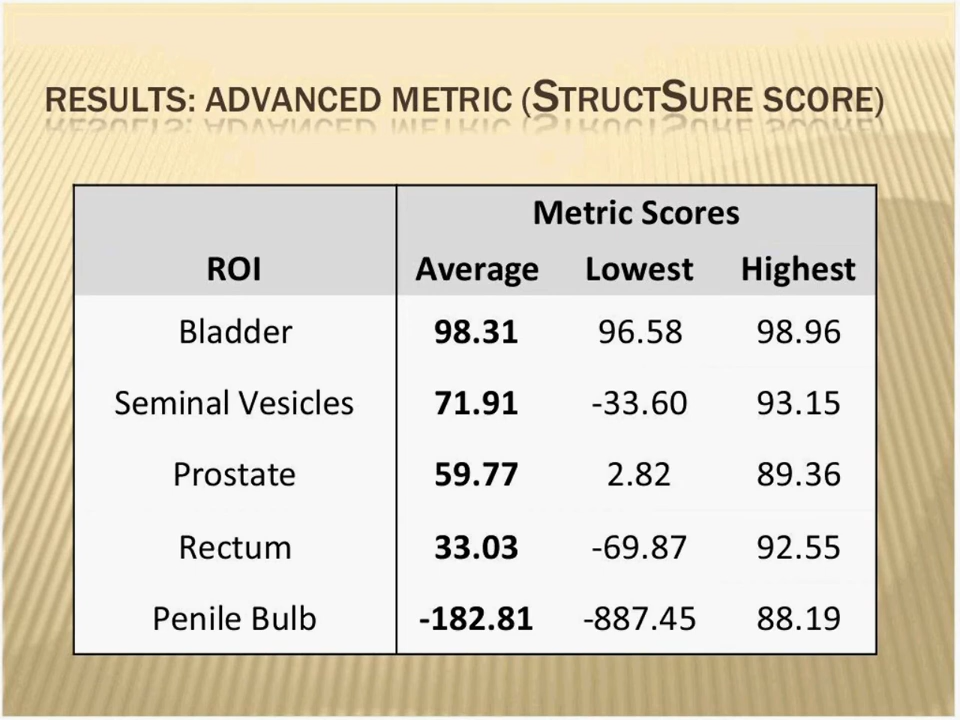 RESULTS: ADVANCED METRIC (STRUCTSURE SCORE)
Metric Scores
ROI Average Lowest Highest
Bladder 98.31 96.58 98.96
Seminal Vesicles 71.91 -33.60 93.15
Prostate 59.77 2.82 89.36
Rectum 33.03 -69.87 92.55
Penile Bulb -182.81 -887.45 88.19